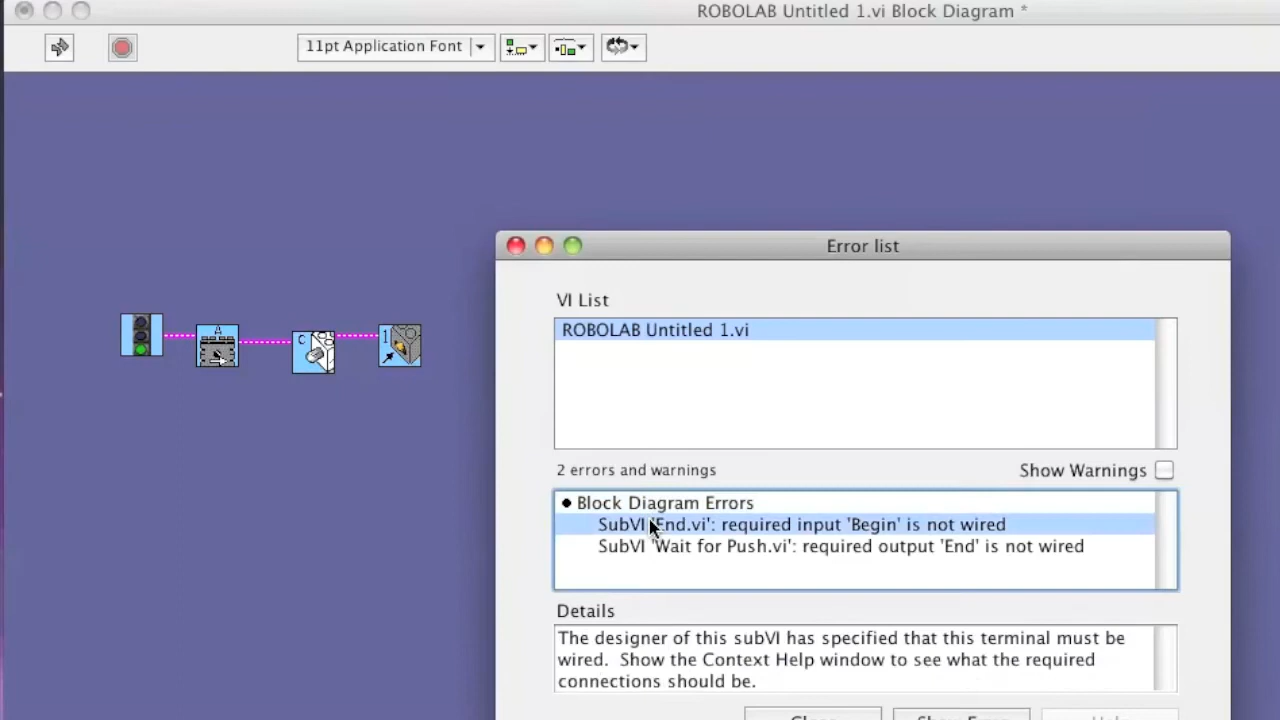 ROBOLAB Untitled 1.vi Block Diagram *
11pt Application Font
Error list
VI List
ROBOLAB Untitled 1.vi
A
C
1
2 errors and warnings
Show Warnings
Block Diagram Errors
SubVI 'End.vi': required input 'Begin' is not wired
SubVI 'Wait for Push.vi': required output 'End' is not wired
Details
The designer of this subVI has specified that this terminal must be
wired.  Show the Context Help window to see what the required
connections should be.